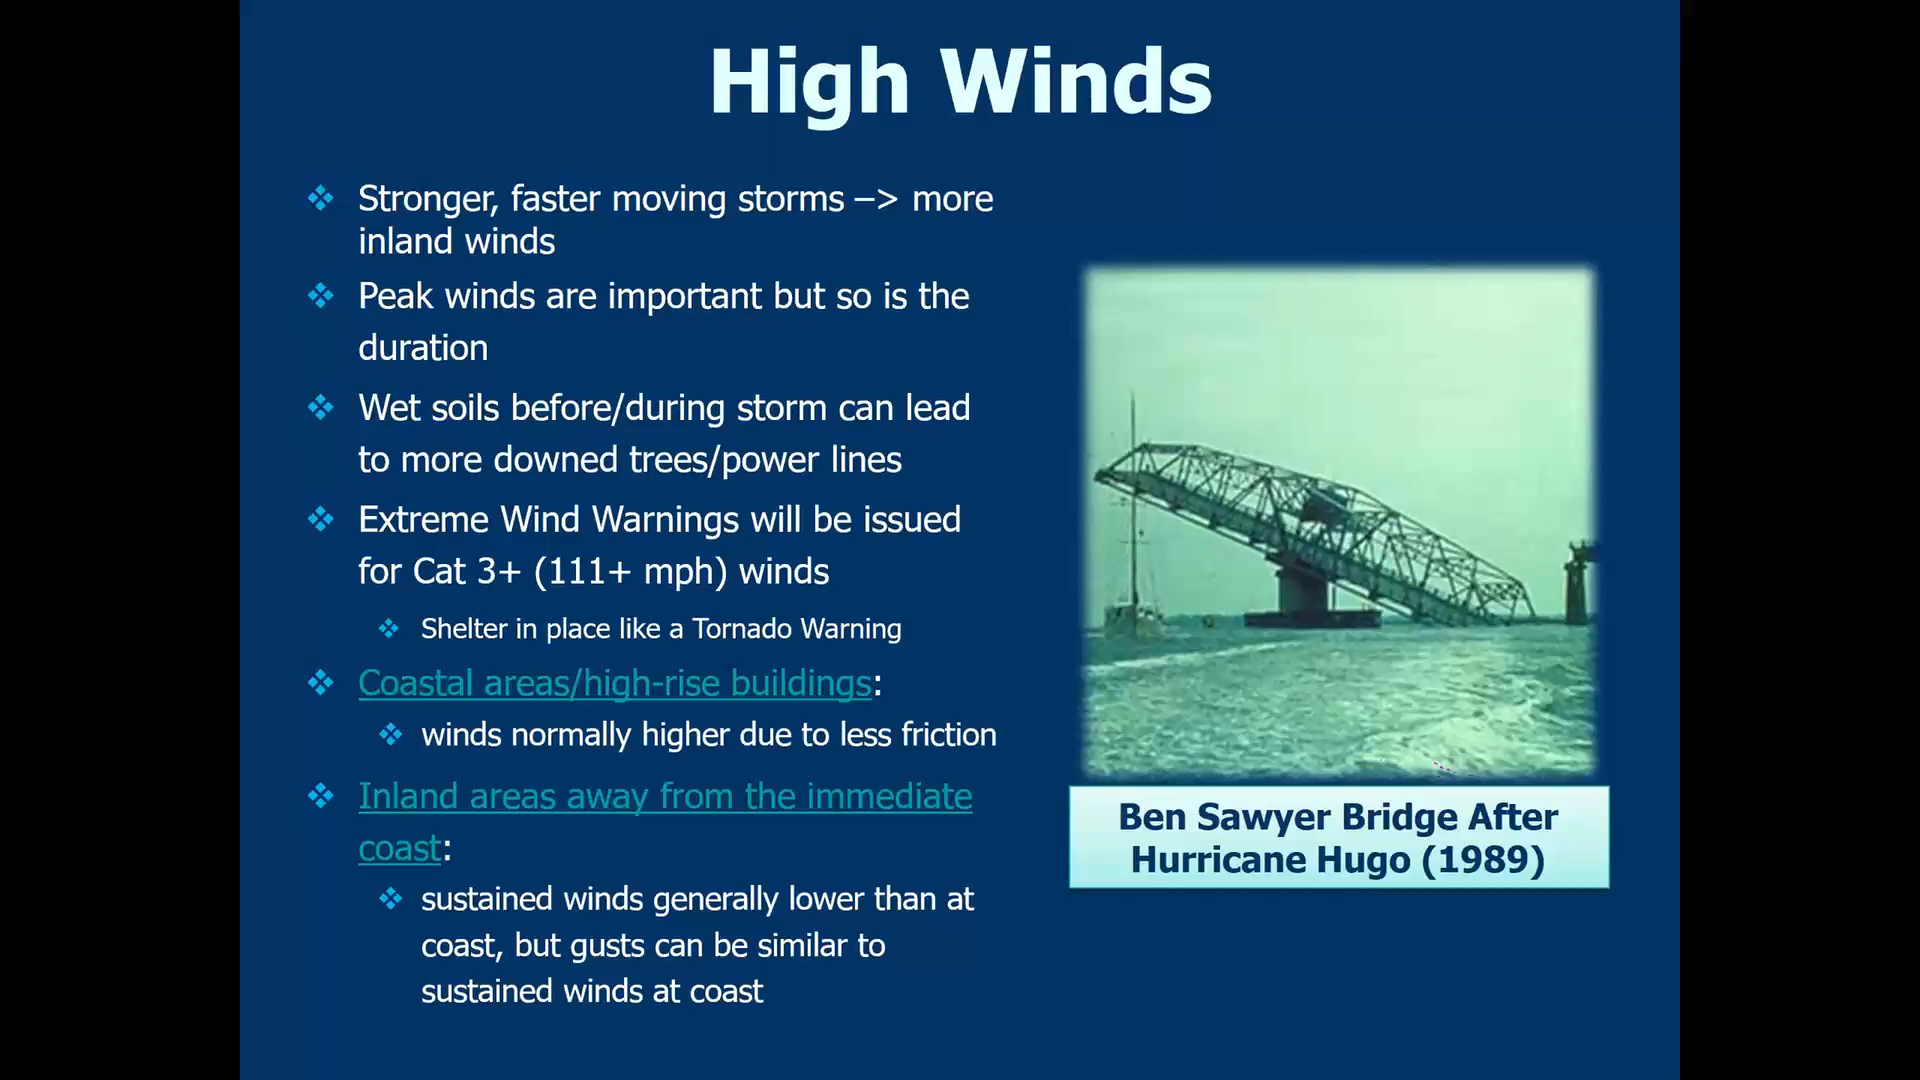 High Winds
Stronger, faster moving storms –> more
inland winds
Peak winds are important but so is the
duration
Wet soils before/during storm can lead
to more downed trees/power lines
Extreme Wind Warnings will be issued
for Cat 3+ (111+ mph) winds
Shelter in place like a Tornado Warning
Coastal areas/high-rise buildings:
winds normally higher due to less friction
Inland areas away from the immediate
coast:
sustained winds generally lower than at
coast, but gusts can be similar to
sustained winds at coast
Ben Sawyer Bridge After
Hurricane Hugo (1989)